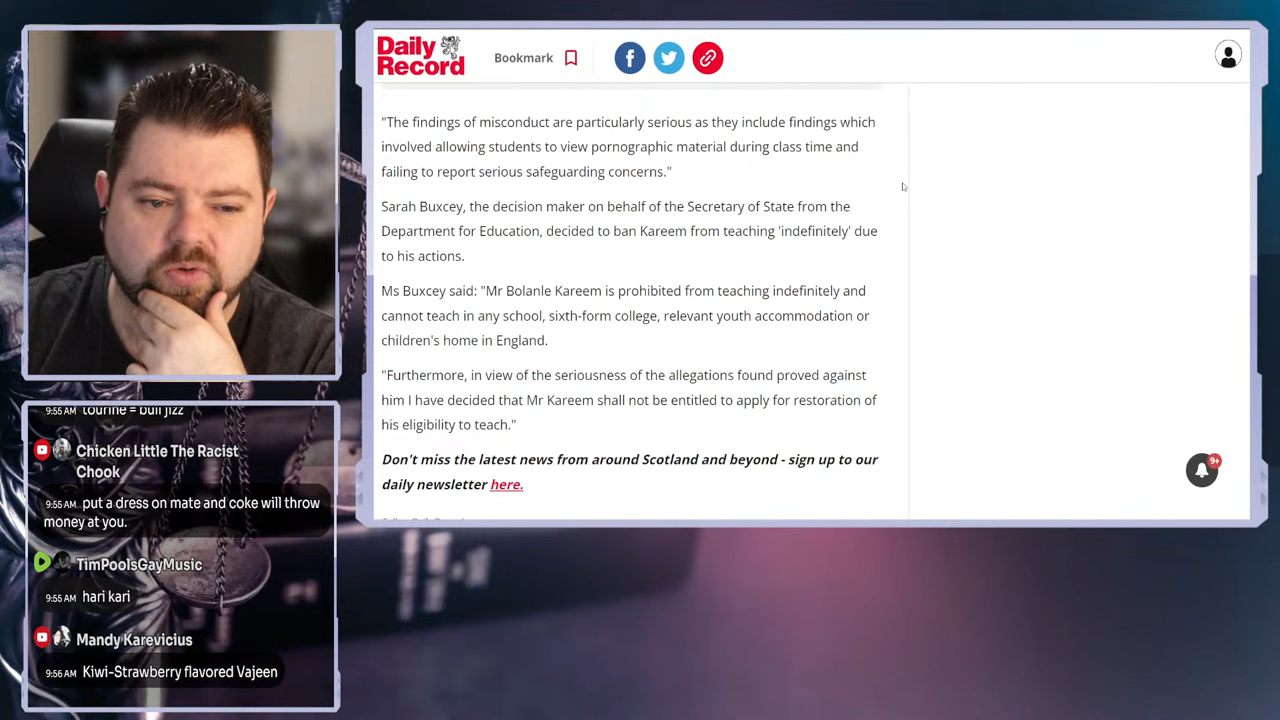 Daily
Record
Bookmark
"The findings of misconduct are particularly serious as they include findings which
involved allowing students to view pornographic material during class time and
failing to report serious safeguarding concerns."
Sarah Buxcey, the decision maker on behalf of the Secretary of State from the
Department for Education, decided to ban Kareem from teaching 'indefinitely' due
to his actions.
Ms Buxcey said: "Mr Bolanle Kareem is prohibited from teaching indefinitely and
cannot teach in any school, sixth-form college, relevant youth accommodation or
children's home in England.
"Furthermore, in view of the seriousness of the allegations found proved against
him I have decided that Mr Kareem shall not be entitled to apply for restoration of
his eligibility to teach."
Don't miss the latest news from around Scotland and beyond - sign up to our
daily newsletter here.
9+
9:55 AM tourine = bull jizz
Chicken Little The Racist
Chook
9:55 AM put a dress on mate and coke will throw
money at you.
TimPoolsGayMusic
9:55 AM hari kari
Mandy Karevicius
9:56 AM Kiwi-Strawberry flavored Vajeen